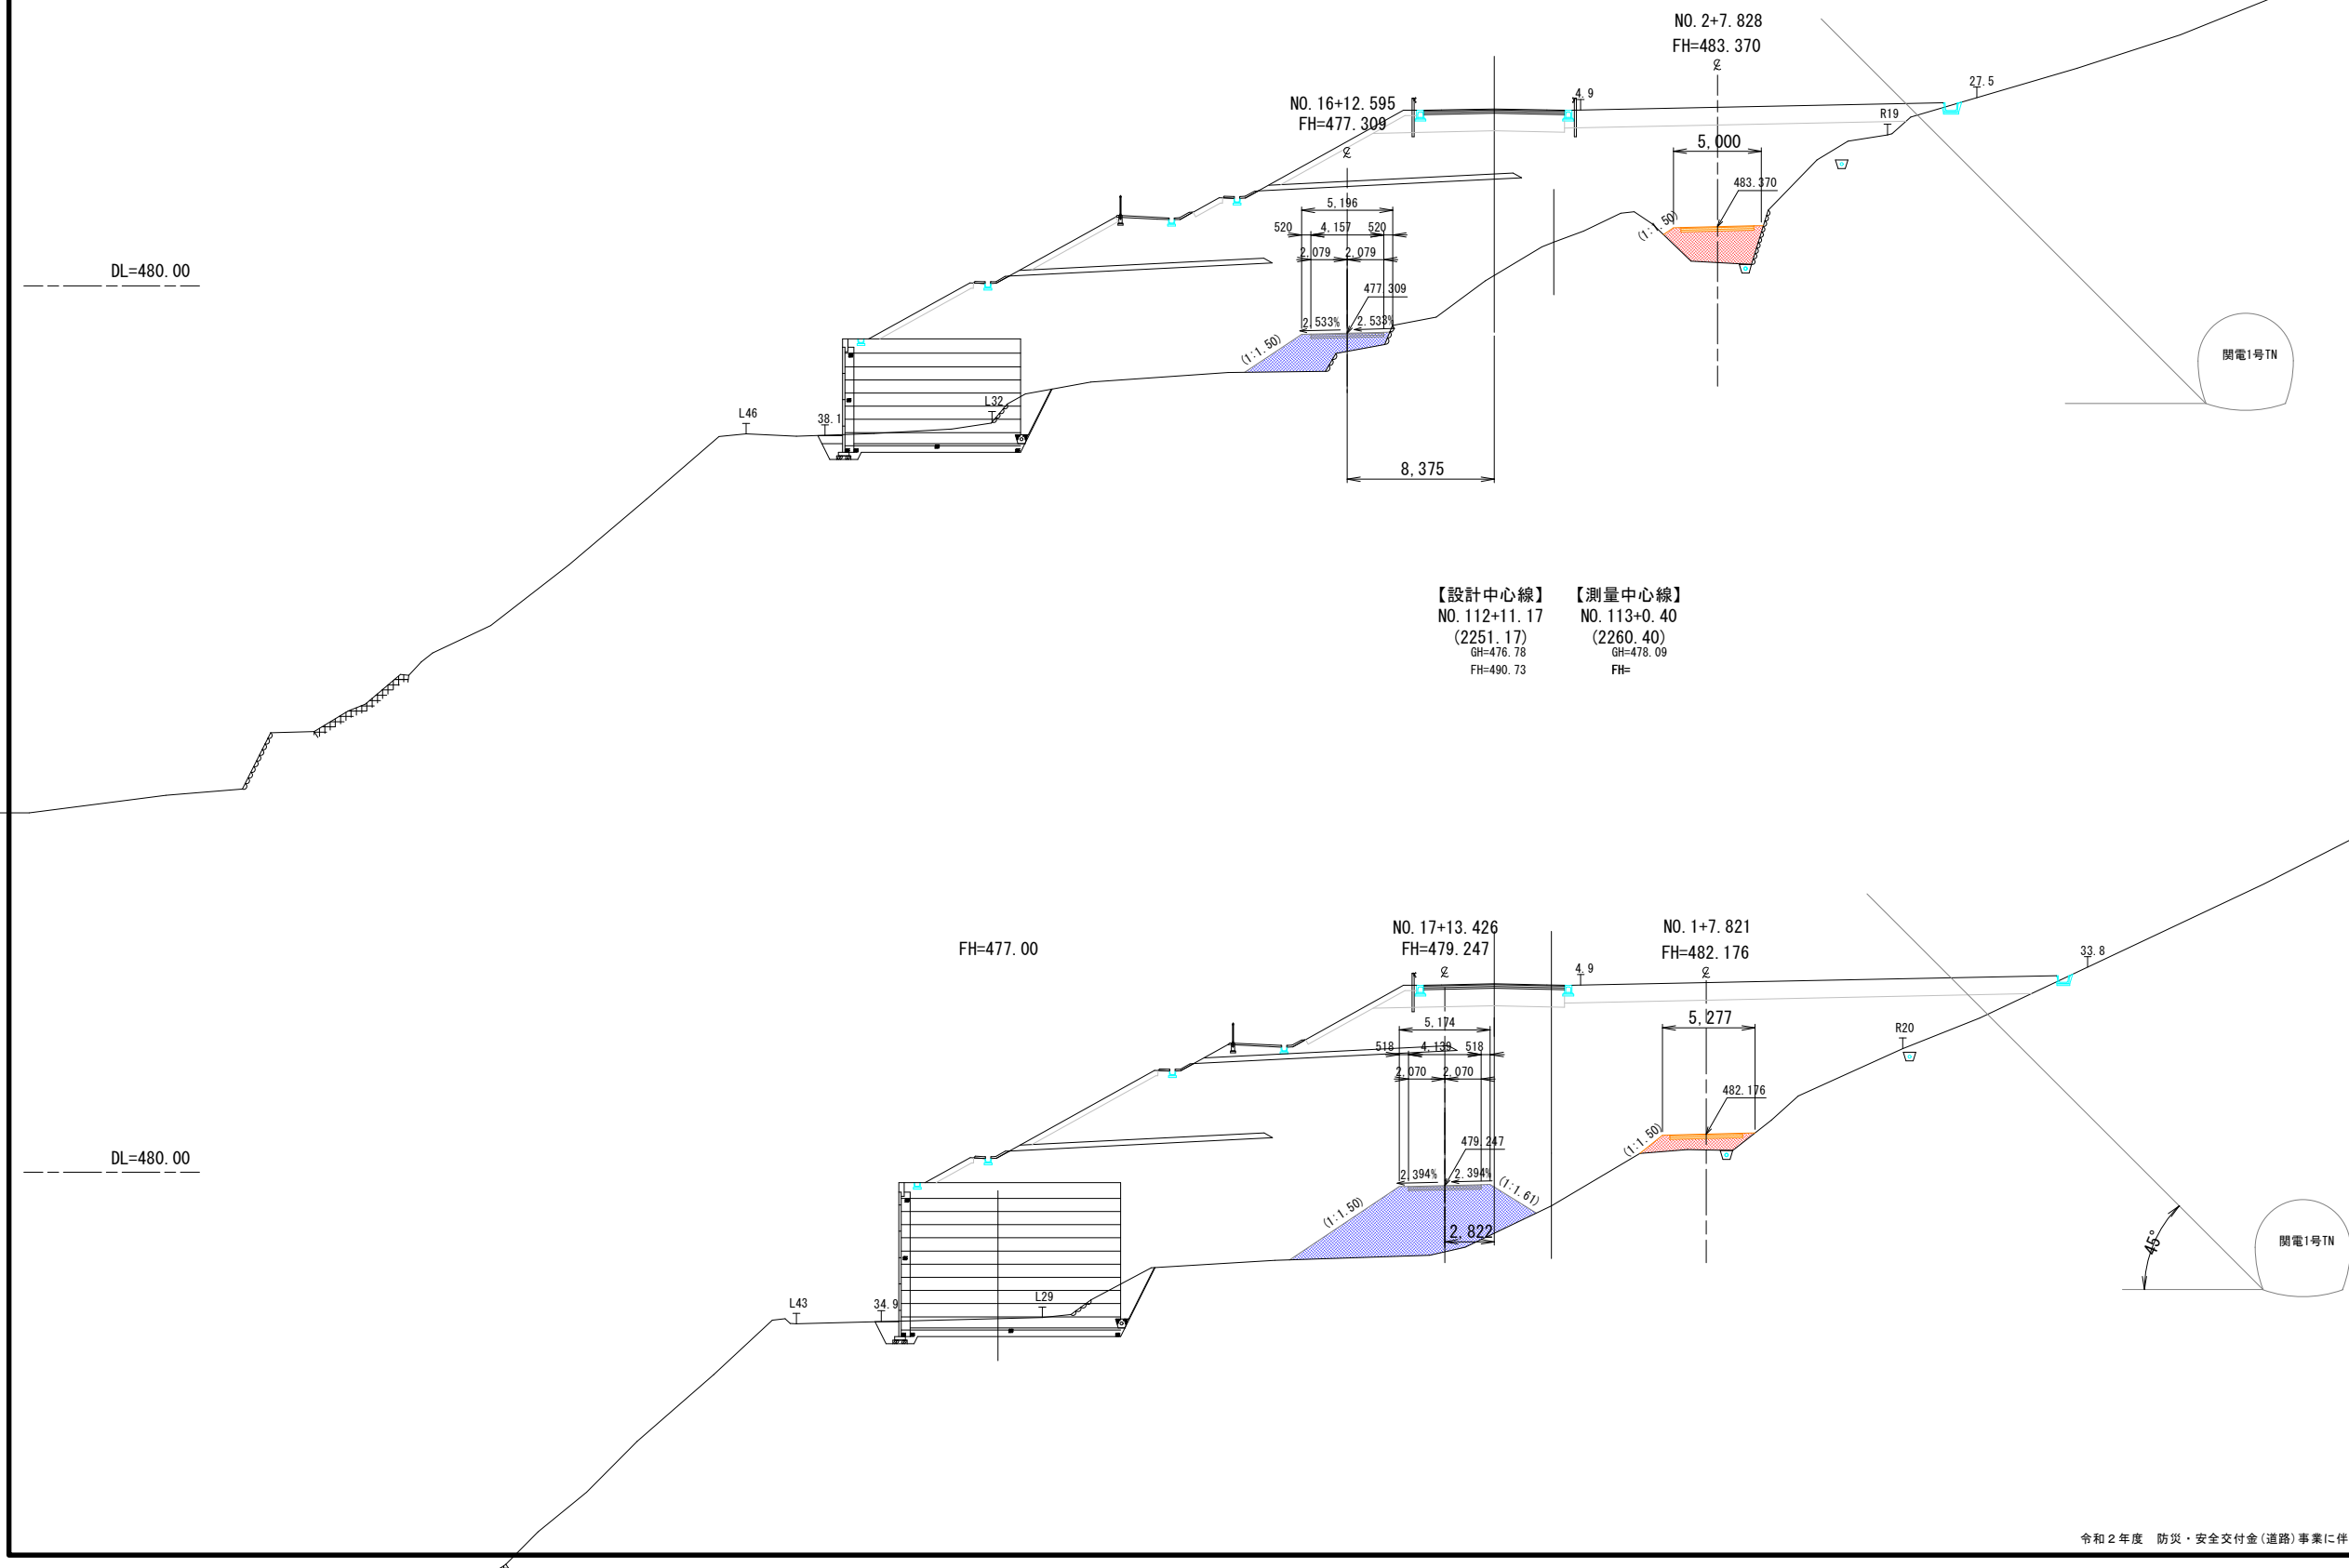 NO. 2+7. 828
FH=483. 370
℄
27. 5
NO. 16+12. 595
FH=477. 309
℄
4. 9
R19
5, 000
483. 370
(1:1. 50)
5, 196
520
4, 157
520
2, 079
2, 079
DL=480. 00
477. 309
2. 533%
2. 533%
(1:1. 50)
関電1号TN
L46
38. 1
L32
8, 375
【設計中心線】
【測量中心線】
NO. 112+11. 17
NO. 113+0. 40
(2251. 17)
(2260. 40)
GH=476. 78
GH=478. 09
FH=490. 73
FH=
NO. 17+13. 426
NO. 1+7. 821
FH=477. 00
FH=479. 247
FH=482. 176
℄
℄
4. 9
33. 8
5, 277
5, 174
R20
518
4, 139
518
2, 070
2, 070
482. 176
(1:1. 50)
479. 247
DL=480. 00
2. 394%
2. 394%
(1:1. 50)
(1:1. 61)
2, 822
45°
関電1号TN
L43
34. 9
L29
令和２年度　防災・安全交付金(道路)事業に伴